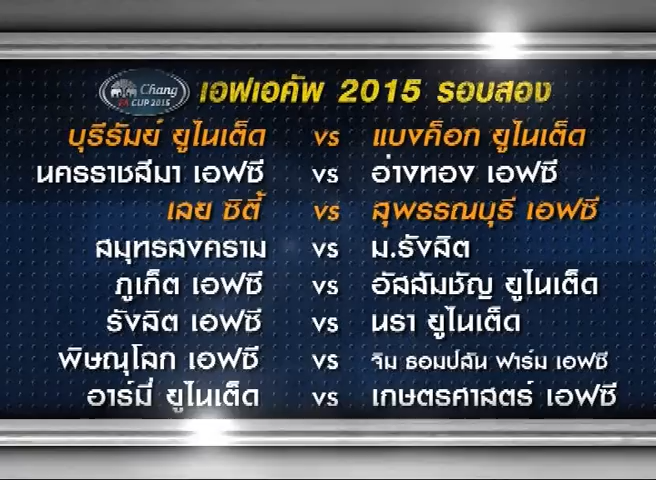 Chang
FA CUP 2015
เอฟเอคัพ 2015 รอบสอง
บุรีรัมย์ ยูไนเต็ด vs แบงค็อก ยูไนเต็ด
นครราชสีมา เอฟซี vs อ่างทอง เอฟซี
เลย ซิตี้ vs สุพรรณบุรี เอฟซี
สมุทรสงคราม vs ม.รังสิต
ภูเก็ต เอฟซี vs อัสสัมชัญ ยูไนเต็ด
รังสิต เอฟซี vs นรา ยูไนเต็ด
พิษณุโลก เอฟซี vs จิม ธอมป์สัน ฟาร์ม เอฟซี
อาร์มี่ ยูไนเต็ด vs เกษตรศาสตร์ เอฟซี